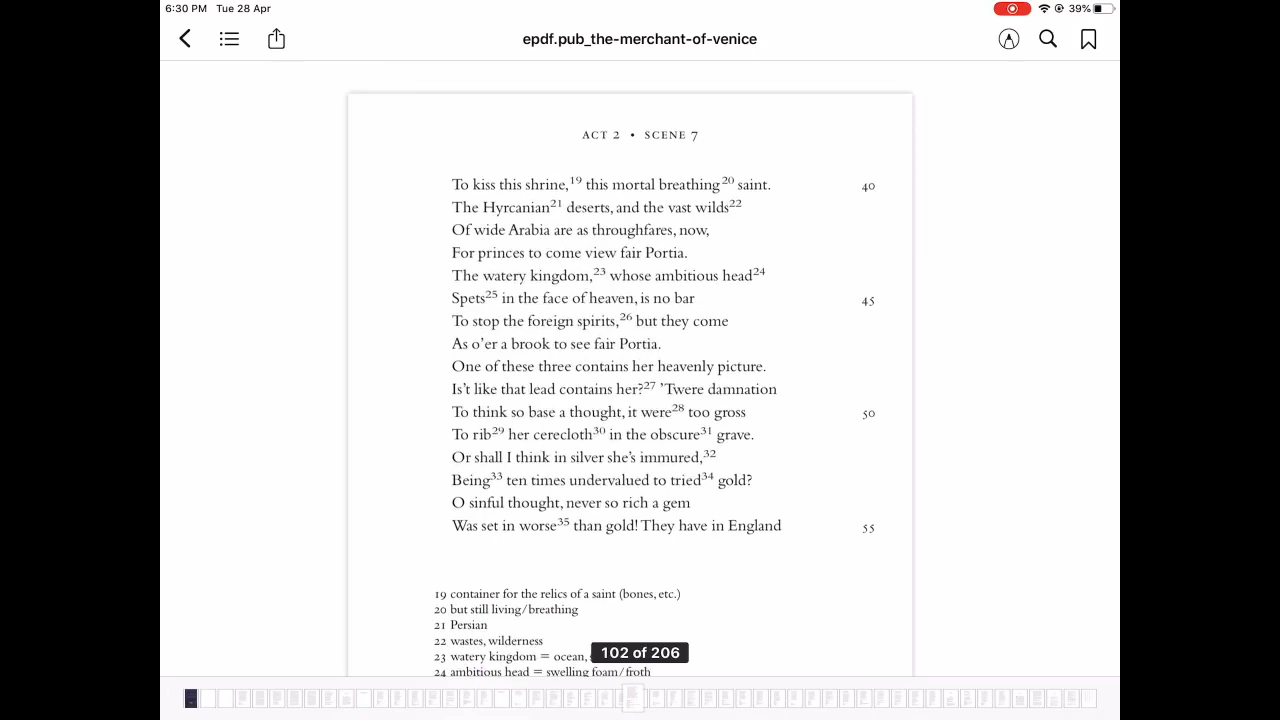 6:30 PM Tue 28 Apr 39%
epdf.pub_the-merchant-of-venice
ACT 2 • SCENE 7
To kiss this shrine,19 this mortal breathing20 saint. 40
The Hyrcanian21 deserts, and the vast wilds22
Of wide Arabia are as throughfares, now,
For princes to come view fair Portia.
The watery kingdom,23 whose ambitious head24
Spets25 in the face of heaven, is no bar 45
To stop the foreign spirits,26 but they come
As o'er a brook to see fair Portia.
One of these three contains her heavenly picture.
Is't like that lead contains her?27 'Twere damnation
To think so base a thought, it were28 too gross 50
To rib29 her cerecloth30 in the obscure31 grave.
Or shall I think in silver she's immured,32
Being33 ten times undervalued to tried34 gold?
O sinful thought, never so rich a gem
Was set in worse35 than gold! They have in England 55
19 container for the relics of a saint (bones, etc.)
20 but still living/breathing
21 Persian
22 wastes, wilderness
23 watery kingdom = ocean,
24 ambitious head = swelling foam/froth
102 of 206